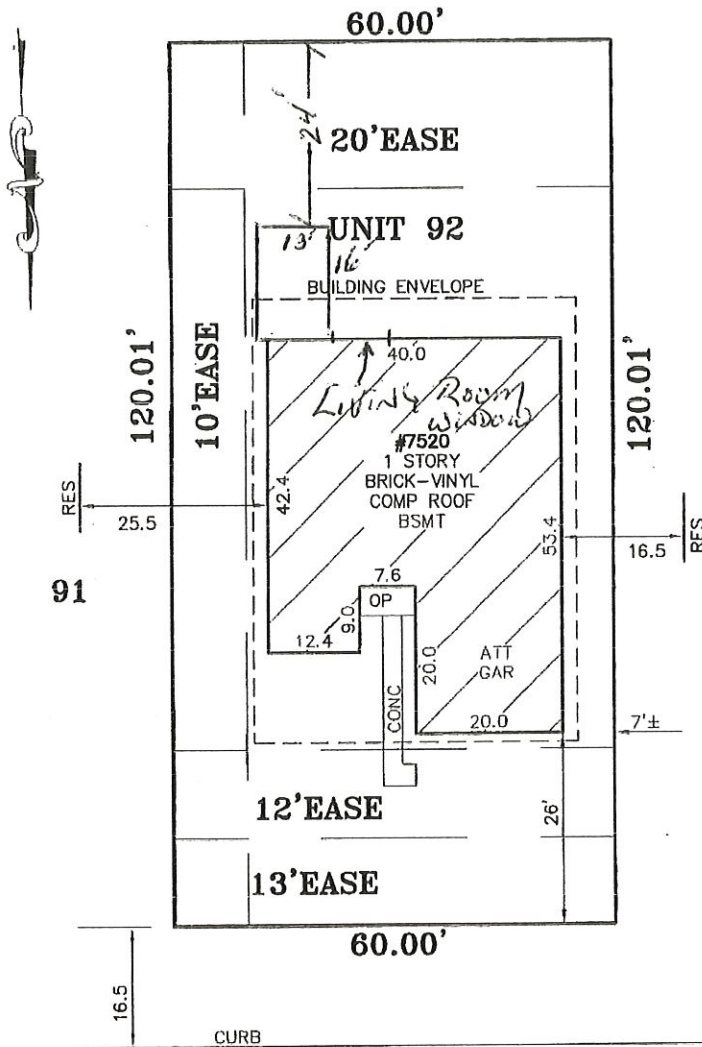 60.00'
24'
20'EASE
13'
UNIT 92
16'
BUILDING ENVELOPE
120.01'
10'EASE
40.0
120.01'
LIVING ROOM
WINDOW
#7520
1 STORY
BRICK-VINYL
COMP ROOF
BSMT
42.4
53.4
RES
25.5
RES
16.5
91
7.6
OP
9.0
12.4
20.0
ATT
GAR
CONC
20.0
7'±
12'EASE
26'
13'EASE
60.00'
16.5
CURB